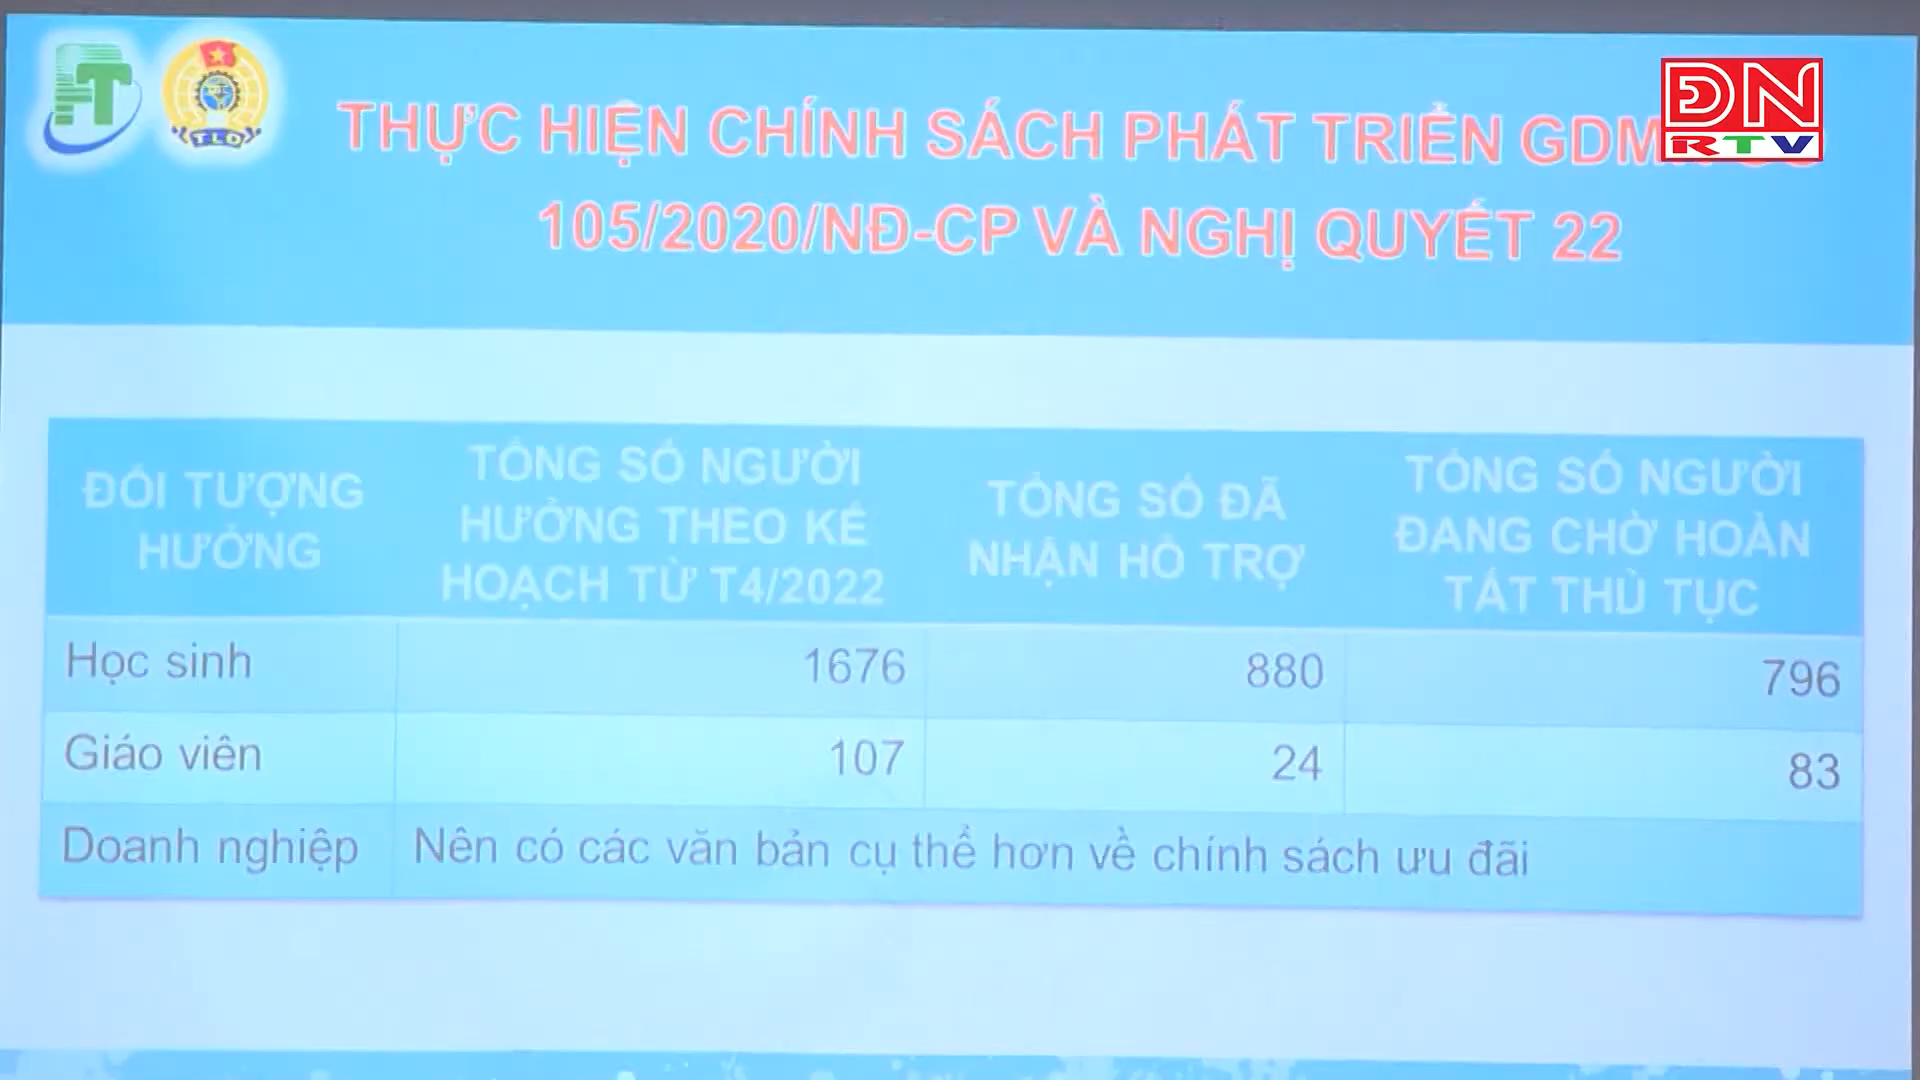 FT
TLD
ĐN
RTV
THỰC HIỆN CHÍNH SÁCH PHÁT TRIỂN
105/2020/NĐ-CP VÀ NGHỊ QUYẾT 22
ĐỐI TƯỢNG
HƯỞNG
TỔNG SỐ NGƯỜI
HƯỞNG THEO KẾ
HOẠCH TỪ T4/2022
TỔNG SỐ ĐÃ
NHẬN HỖ TRỢ
TỔNG SỐ NGƯỜI
ĐANG CHỜ HOÀN
TẤT THỦ TỤC
Học sinh 1676 880 796
Giáo viên 107 24 83
Doanh nghiệp Nên có các văn bản cụ thể hơn về chính sách ưu đãi